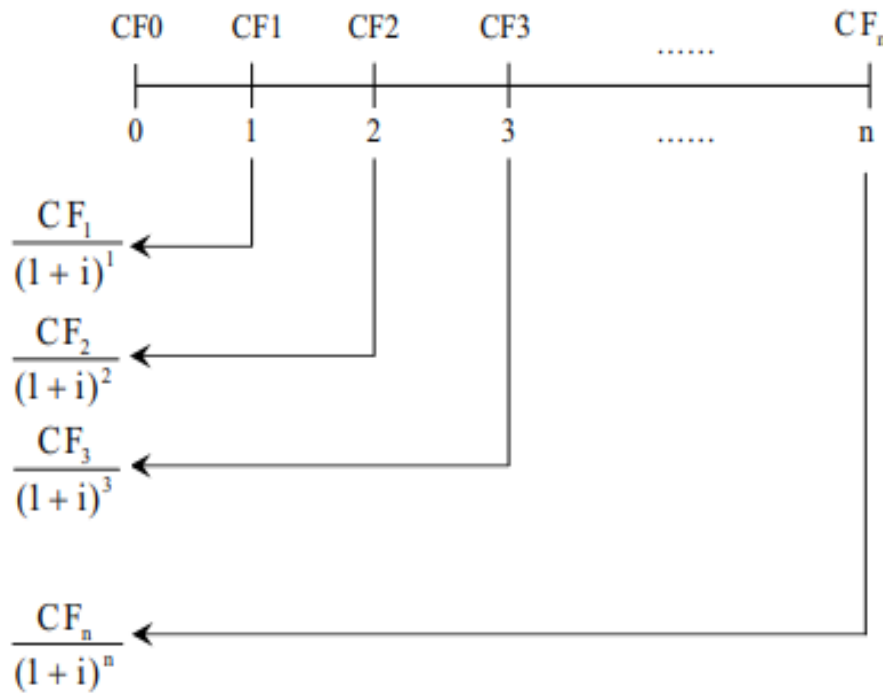 CF0 CF1 CF2 CF3 ...... CFₙ
0 1 2 3 ...... n
CF₁
(1 + i)¹
CF₂
(1 + i)²
CF₃
(1 + i)³
CFₙ
(1 + i)ⁿ